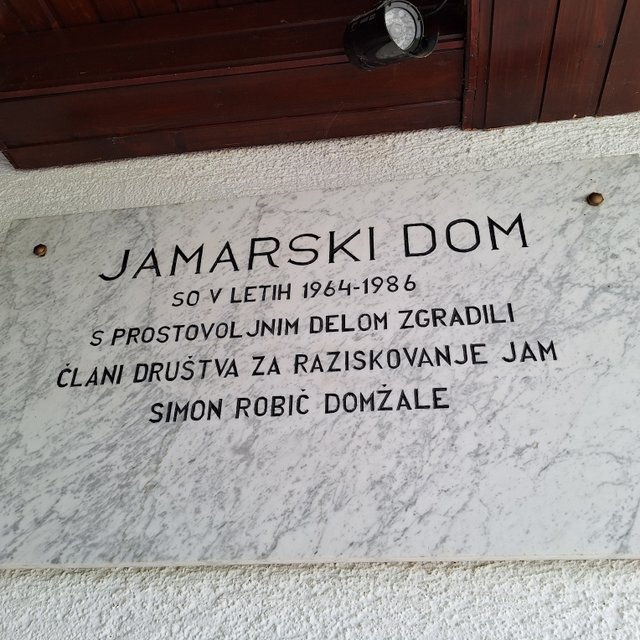 JAMARSKI DOM
SO V LETIH 1964-1986
S PROSTOVOLJNIM DELOM ZGRADILI
ČLANI DRUŠTVA ZA RAZISKOVANJE JAM
SIMON ROBIČ DOMŽALE